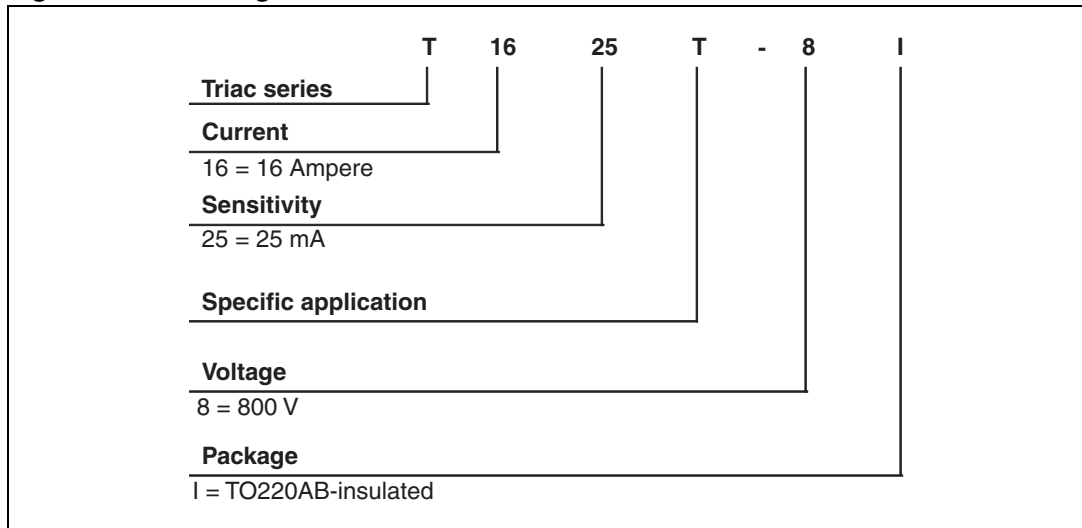 T 16 25 T - 8 I
Triac series
Current
16 = 16 Ampere
Sensitivity
25 = 25 mA
Specific application
Voltage
8 = 800 V
Package
I = TO220AB-insulated